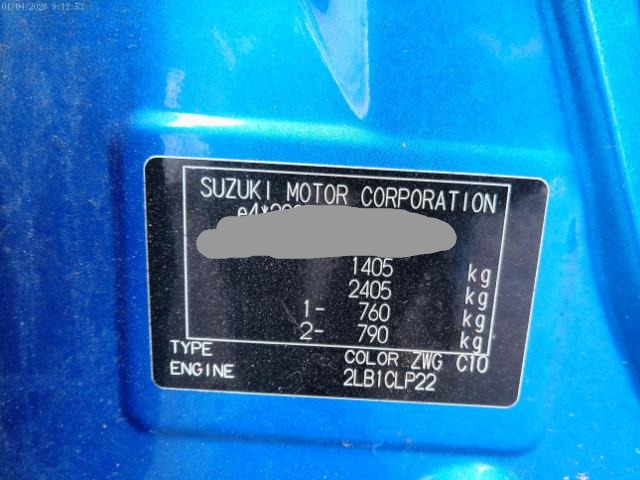 01/04/2026 9:12:53
SUZUKI MOTOR CORPORATION
1405 kg
2405 kg
1- 760 kg
2- 790 kg
TYPE COLOR ZWG C10
ENGINE 2LB1CLP22